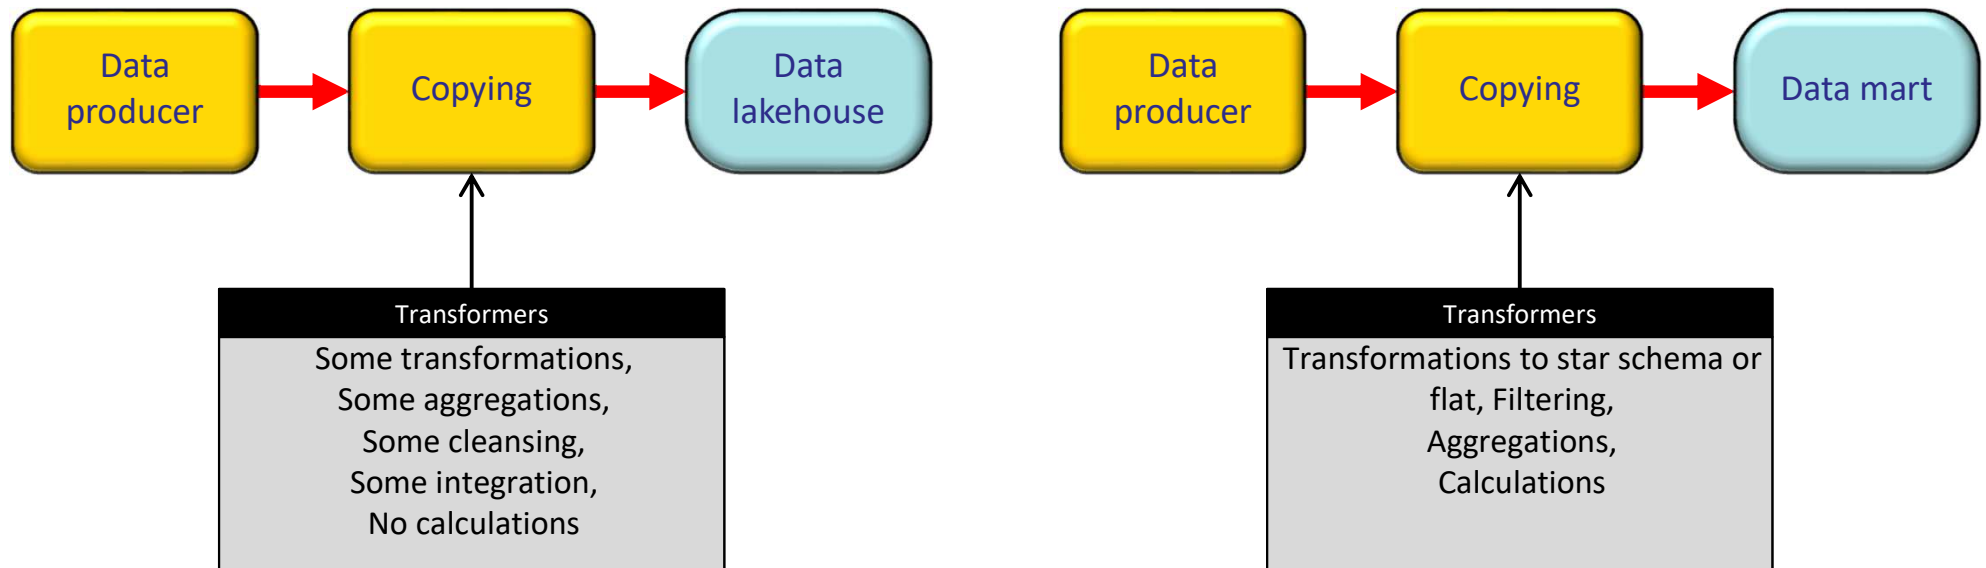 Data
producer
Copying
Data
lakehouse
Transformers
Some transformations,
Some aggregations,
Some cleansing,
Some integration,
No calculations
Data
producer
Copying
Data mart
Transformers
Transformations to star schema or
flat, Filtering,
Aggregations,
Calculations